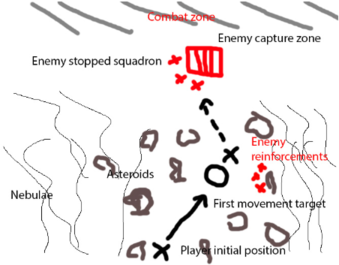 Combat zone
Enemy capture zone
Enemy stopped squadron
Enemy
reinforcements
Asteroids
Nebulae
First movement target
Player initial position